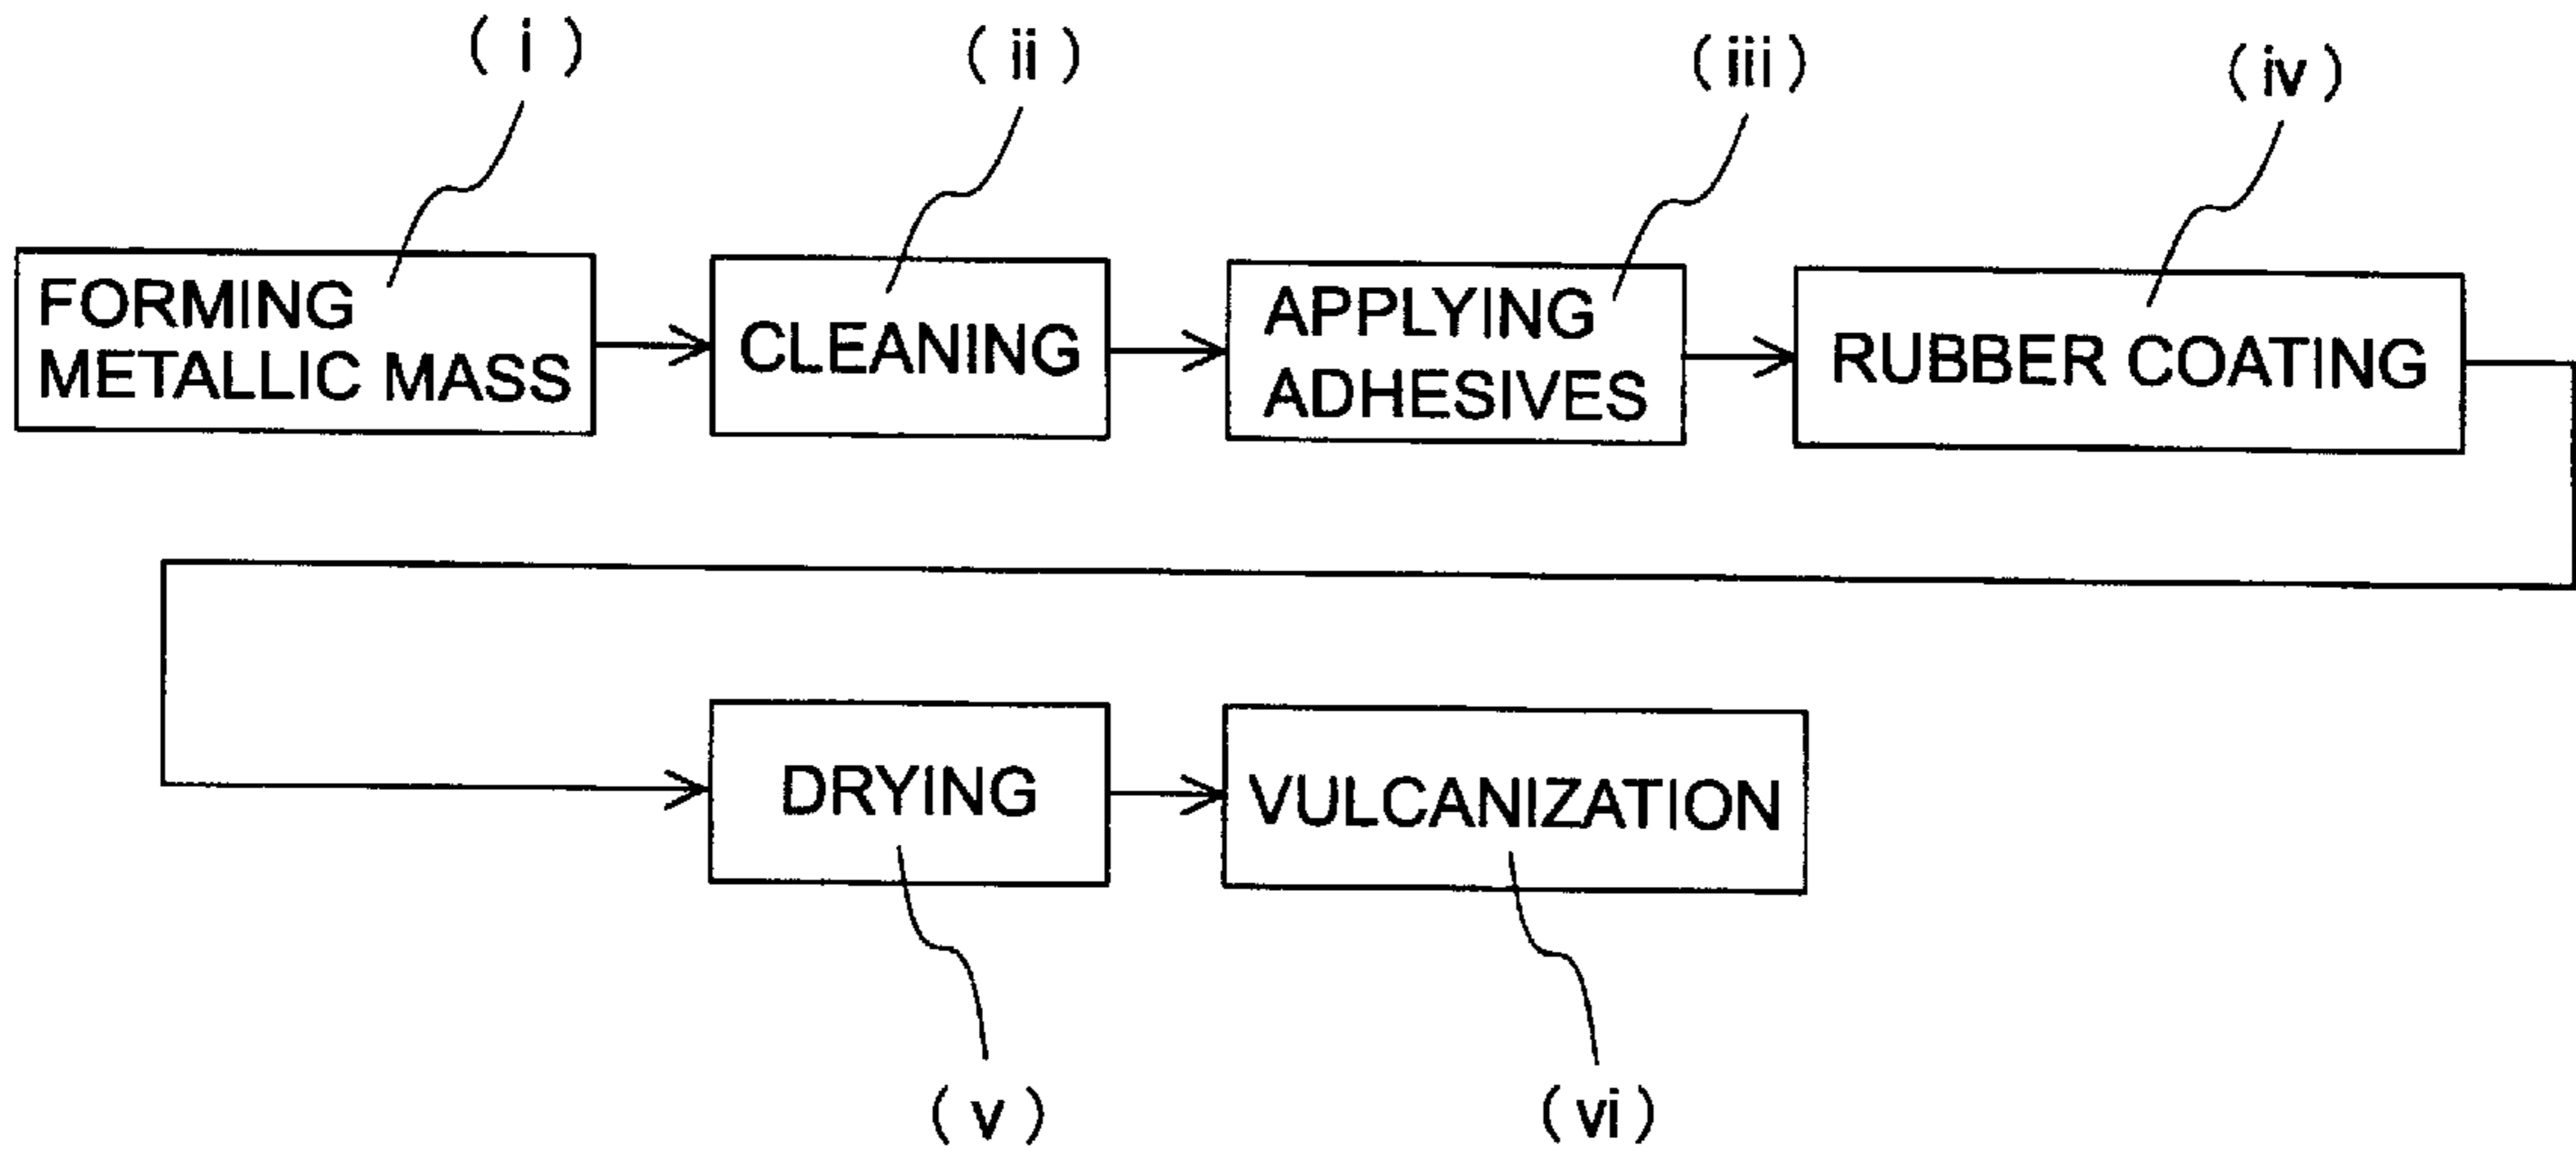 ( i )
( ii )
( iii )
( iv )
FORMING
METALLIC MASS
CLEANING
APPLYING
ADHESIVES
RUBBER COATING
DRYING
VULCANIZATION
( v )
( vi )